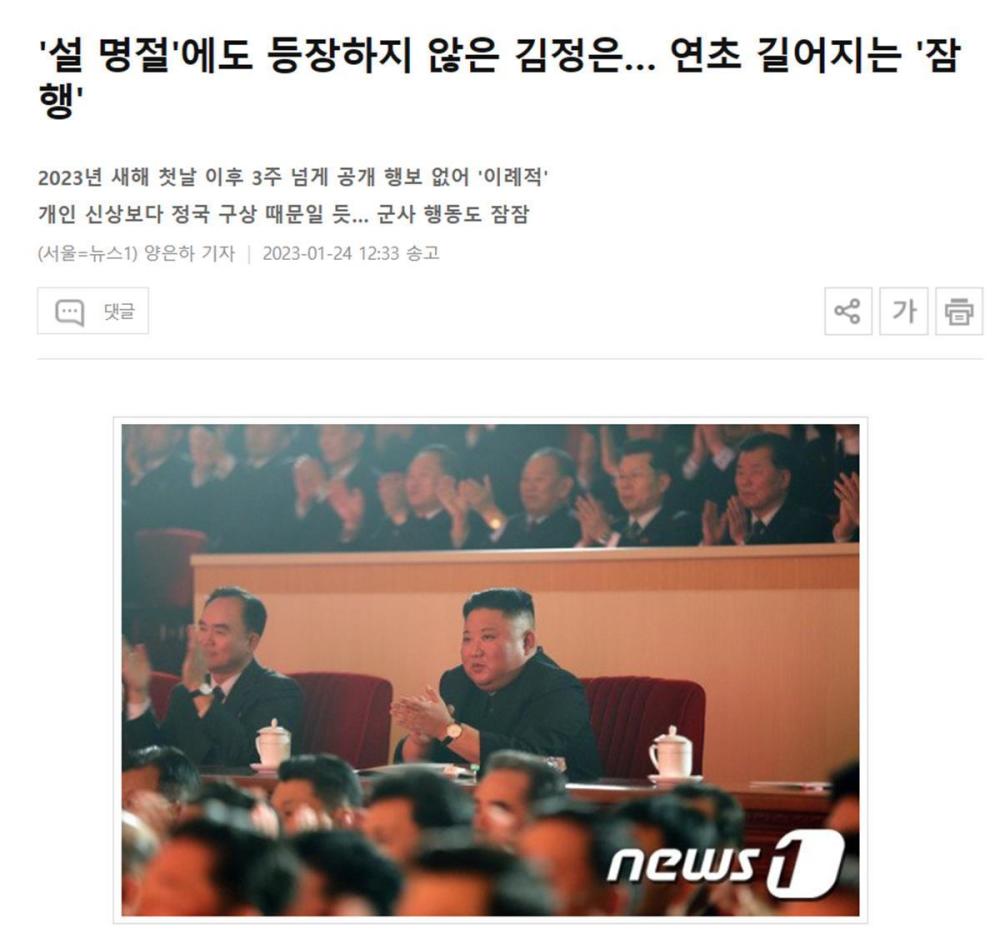 '설 명절'에도 등장하지 않은 김정은... 연초 길어지는 '잠
행'
2023년 새해 첫날 이후 3주 넘게 공개 행보 없어 '이례적'
개인 신상보다 정국 구상 때문일 듯... 군사 행동도 잠잠
(서울=뉴스1) 양은하 기자 | 2023-01-24 12:33 송고
댓글
가
news1